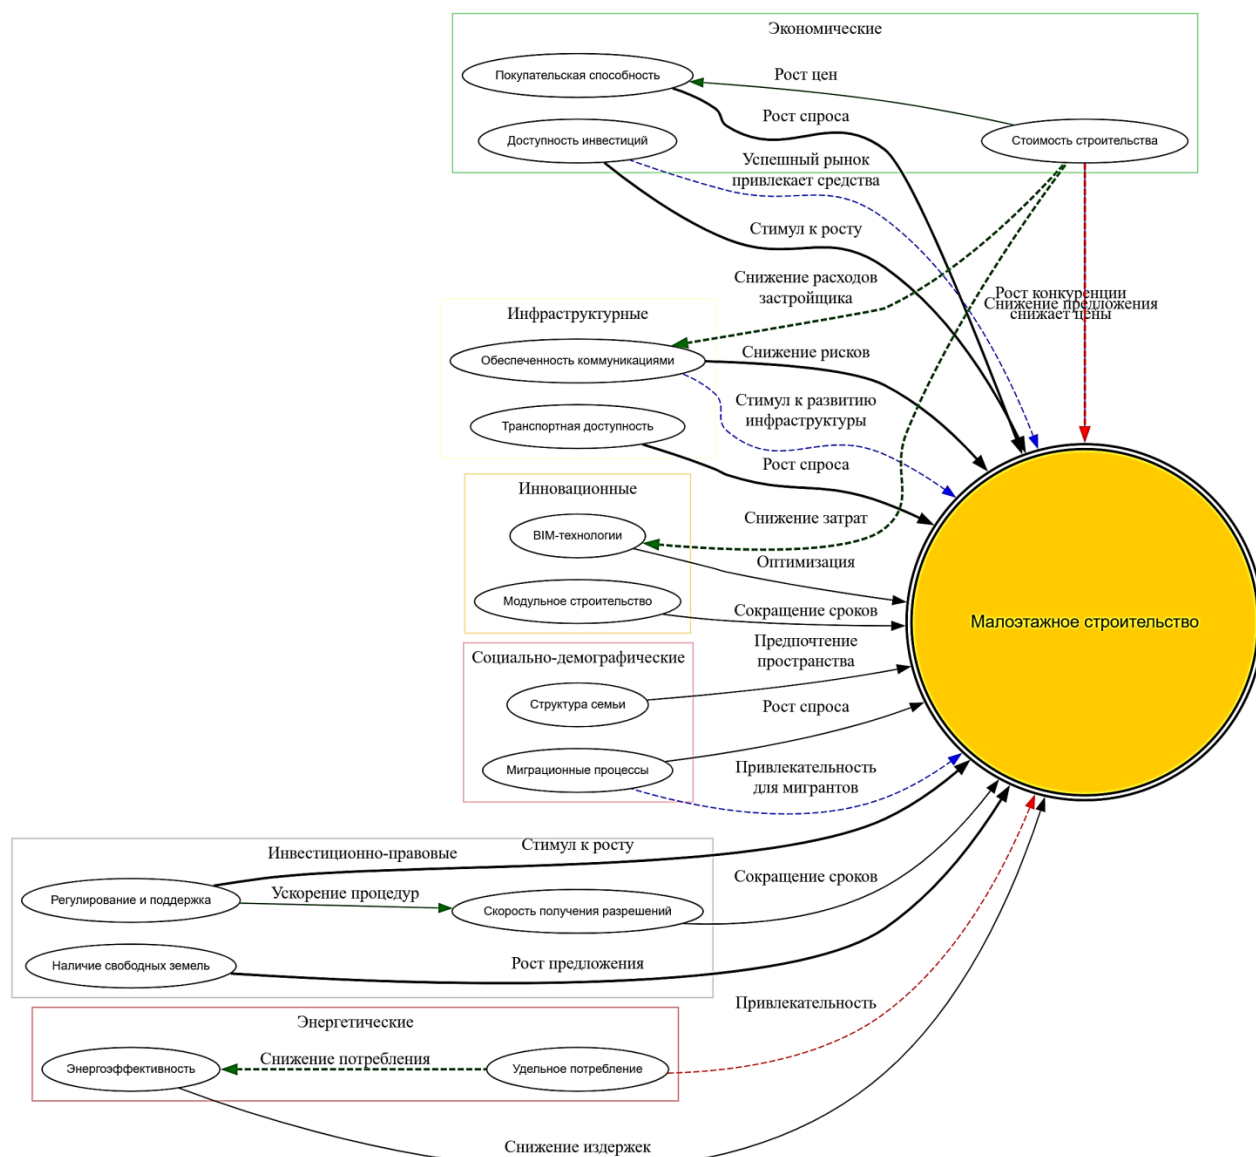 Экономические
Покупательская способность
Рост цен
Рост спроса
Доступность инвестиций
Стоимость строительства
Успешный рынок
привлекает средства
Стимул к росту
Снижение расходов
застройщика
Рост конкуренции
снижает цены
Снижение предложения
Инфраструктурные
Обеспеченность коммуникациями
Снижение рисков
Стимул к развитию
инфраструктуры
Транспортная доступность
Рост спроса
Инновационные
BIM-технологии
Снижение затрат
Оптимизация
Модульное строительство
Сокращение сроков
Малоэтажное строительство
Социально-демографические
Предпочтение
пространства
Структура семьи
Рост спроса
Миграционные процессы
Привлекательность
для мигрантов
Инвестиционно-правовые
Стимул к росту
Регулирование и поддержка
Ускорение процедур
Скорость получения разрешений
Сокращение сроков
Наличие свободных земель
Рост предложения
Привлекательность
Энергетические
Энергоэффективность
Снижение потребления
Удельное потребление
Снижение издержек